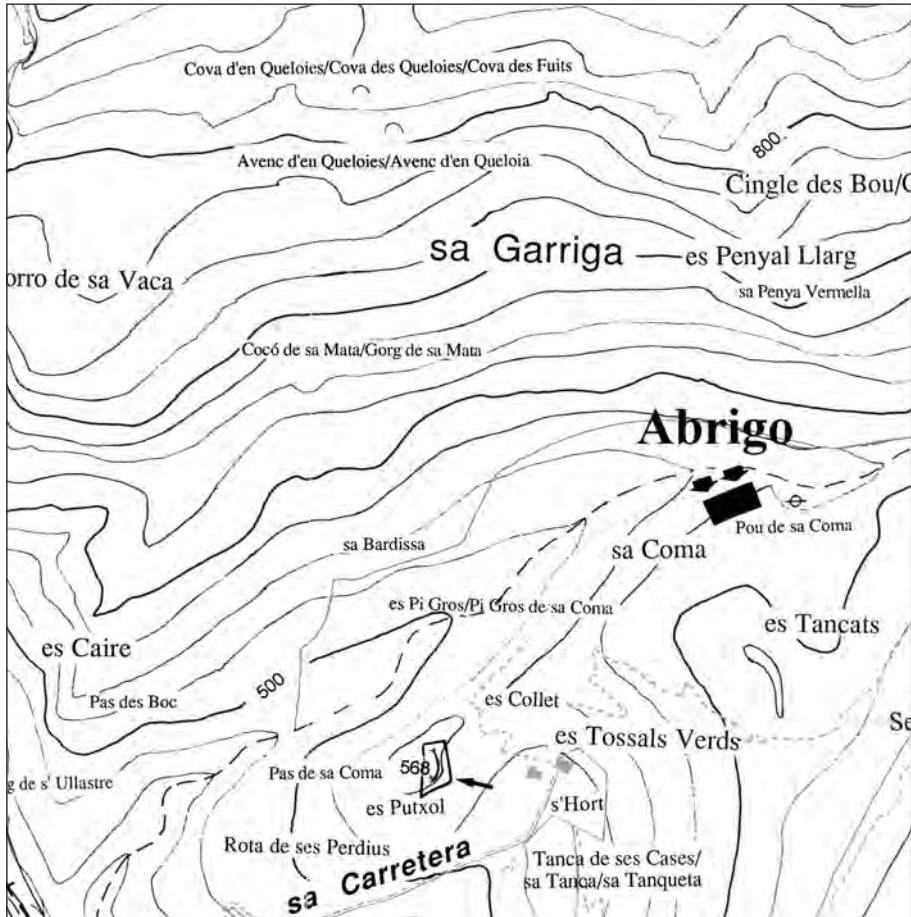 Cova d'en Queloies/Cova des Queloies/Cova des Fuits
800
Avenc d'en Queloies/Avenc d'en Queloia
Cingle des Bou/C
sa Garriga
es Penyal Llarg
orro de sa Vaca
sa Penya Vermella
Cocó de sa Mata/Gorg de sa Mata
Abrigo
Pou de sa Coma
sa Bardissa
sa Coma
es Pi Gros/Pi Gros de sa Coma
es Tancats
es Caire
500
Pas des Boc
es Collet
Se
es Tossals Verds
Pas de sa Coma
568
g de s' Ullastre
es Putxol
s'Hort
Rota de ses Perdius
sa Carretera
Tanca de ses Cases/
sa Tanca/sa Tanqueta